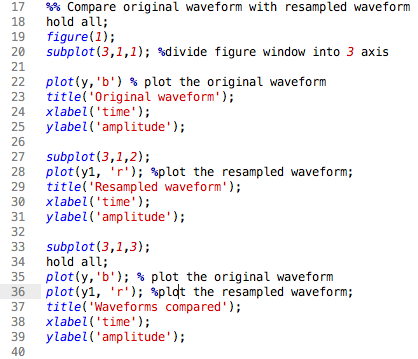 17 %% Compare original waveform with resampled waveform
18 hold all;
19 figure(1);
20 subplot(3,1,1); %divide figure window into 3 axis
21
22 plot(y,'b') % plot the original waveform
23 title('Original waveform');
24 xlabel('time');
25 ylabel('amplitude');
26
27 subplot(3,1,2);
28 plot(y1, 'r'); %plot the resampled waveform;
29 title('Resampled waveform');
30 xlabel('time');
31 ylabel('amplitude');
32
33 subplot(3,1,3);
34 hold all;
35 plot(y,'b'); % plot the original waveform
36 plot(y1, 'r'); %plot the resampled waveform;
37 title('Waveforms compared');
38 xlabel('time');
39 ylabel('amplitude');
40